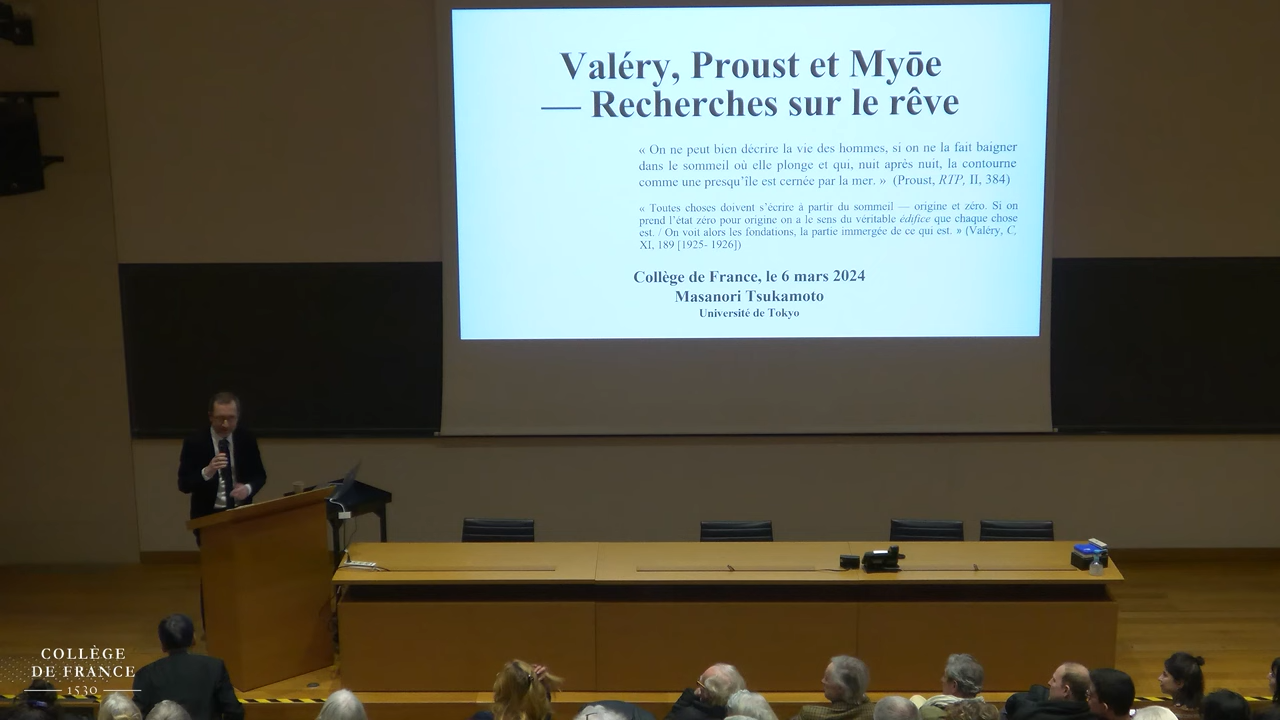 Valéry, Proust et Myōe
— Recherches sur le rêve
« On ne peut bien décrire la vie des hommes, si on ne la fait baigner
dans le sommeil où elle plonge et qui, nuit après nuit, la contourne
comme une presqu’île est cernée par la mer. » (Proust, RTP, II, 384)
« Toutes choses doivent s’écrire à partir du sommeil — origine et zéro. Si on
prend l’état zéro pour origine on a le sens du véritable édifice que chaque chose
est. / On voit alors les fondations, la partie immergée de ce qui est. » (Valéry, C,
XI, 189 [1925- 1926])
Collège de France, le 6 mars 2024
Masanori Tsukamoto
Université de Tokyo
COLLÈGE
DE FRANCE
1530